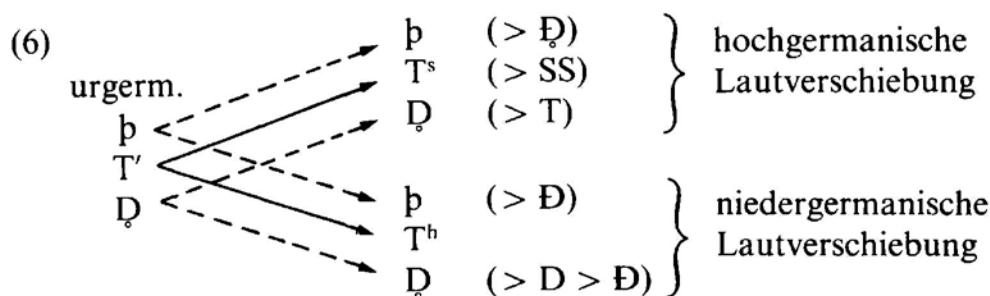 (6)
þ (> D̥) hochgermanische
urgerm. Tˢ (> SS) Lautverschiebung
þ D̥ (> T)
T′
D̥ þ (> Đ) niedergermanische
Tʰ Lautverschiebung
D̥ (> D > Đ)